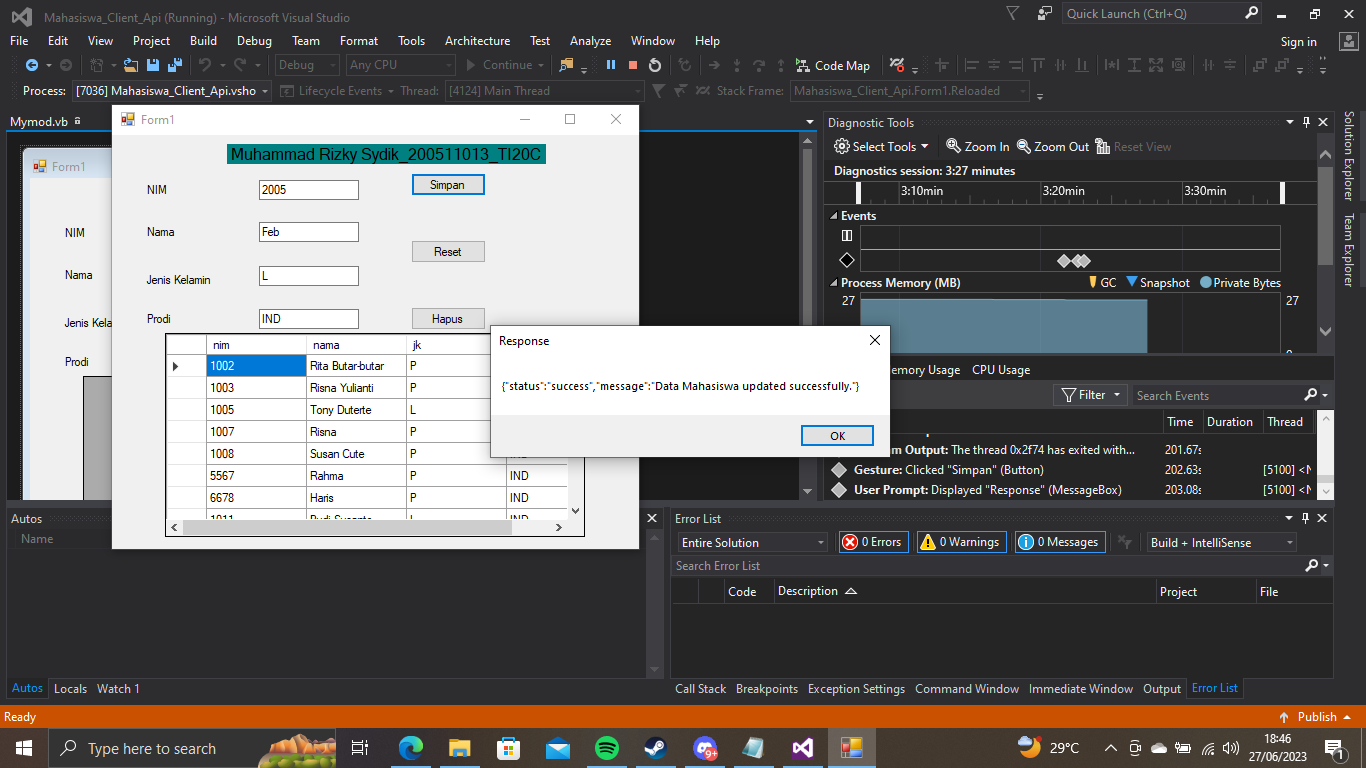 Mahasiswa_Client_Api (Running) - Microsoft Visual Studio
Quick Launch (Ctrl+Q)
File Edit View Project Build Debug Team Format Tools Architecture Test Analyze Window Help
Sign in
Debug Any CPU Continue Code Map
Process: [7036] Mahasiswa_Client_Api.vsho Lifecycle Events Thread: [4124] Main Thread Stack Frame: Mahasiswa_Client_Api.Form1.Reloaded
Mymod.vb
Form1
NIM
Nama
Jenis Kela
Prodi
Form1
Muhammad Rizky Sydik_200511013_TI20C
NIM 2005 Simpan
Nama Feb
Reset
Jenis Kelamin L
Prodi IND Hapus
nim nama jk
1002 Rita Butar-butar P
1003 Risna Yulianti P
1005 Tony Duterte L
1007 Risna P
1008 Susan Cute P
5567 Rahma P IND
6678 Haris P IND
Response
{"status":"success","message":"Data Mahasiswa updated successfully."}
OK
Diagnostic Tools
Select Tools Zoom In Zoom Out Reset View
Diagnostics session: 3:27 minutes
3:10min 3:20min 3:30min
Events
Process Memory (MB) GC Snapshot Private Bytes
27 27
emory Usage CPU Usage
Filter Search Events
Time Duration Thread
m Output: The thread 0x2f74 has exited with... 201.67s
Gesture: Clicked "Simpan" (Button) 202.63s [5100] <N
User Prompt: Displayed "Response" (MessageBox) 203.08s [5100] <N
Solution Explorer
Team Explorer
Autos
Name
Autos Locals Watch 1
Error List
Entire Solution 0 Errors 0 Warnings 0 Messages Build + IntelliSense
Search Error List
Code Description Project File
Call Stack Breakpoints Exception Settings Command Window Immediate Window Output Error List
Ready
Publish
Type here to search
9+
29°C
18:46
27/06/2023
1